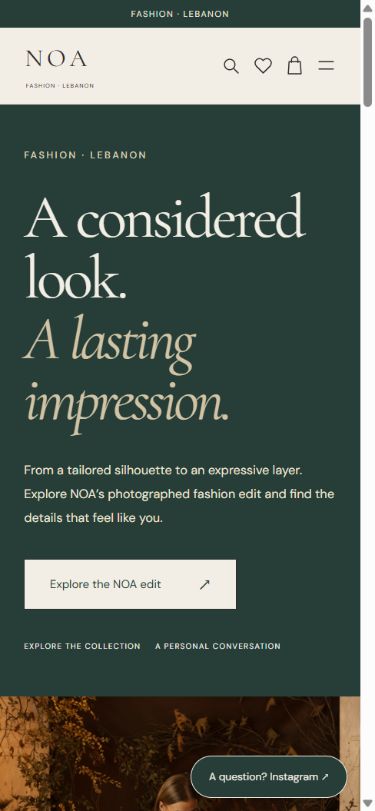 FASHION · LEBANON
NOA
FASHION · LEBANON
FASHION · LEBANON
A considered
look.
A lasting
impression.
From a tailored silhouette to an expressive layer.
Explore NOA's photographed fashion edit and find the
details that feel like you.
Explore the NOA edit ↗
EXPLORE THE COLLECTION A PERSONAL CONVERSATION
A question? Instagram ↗